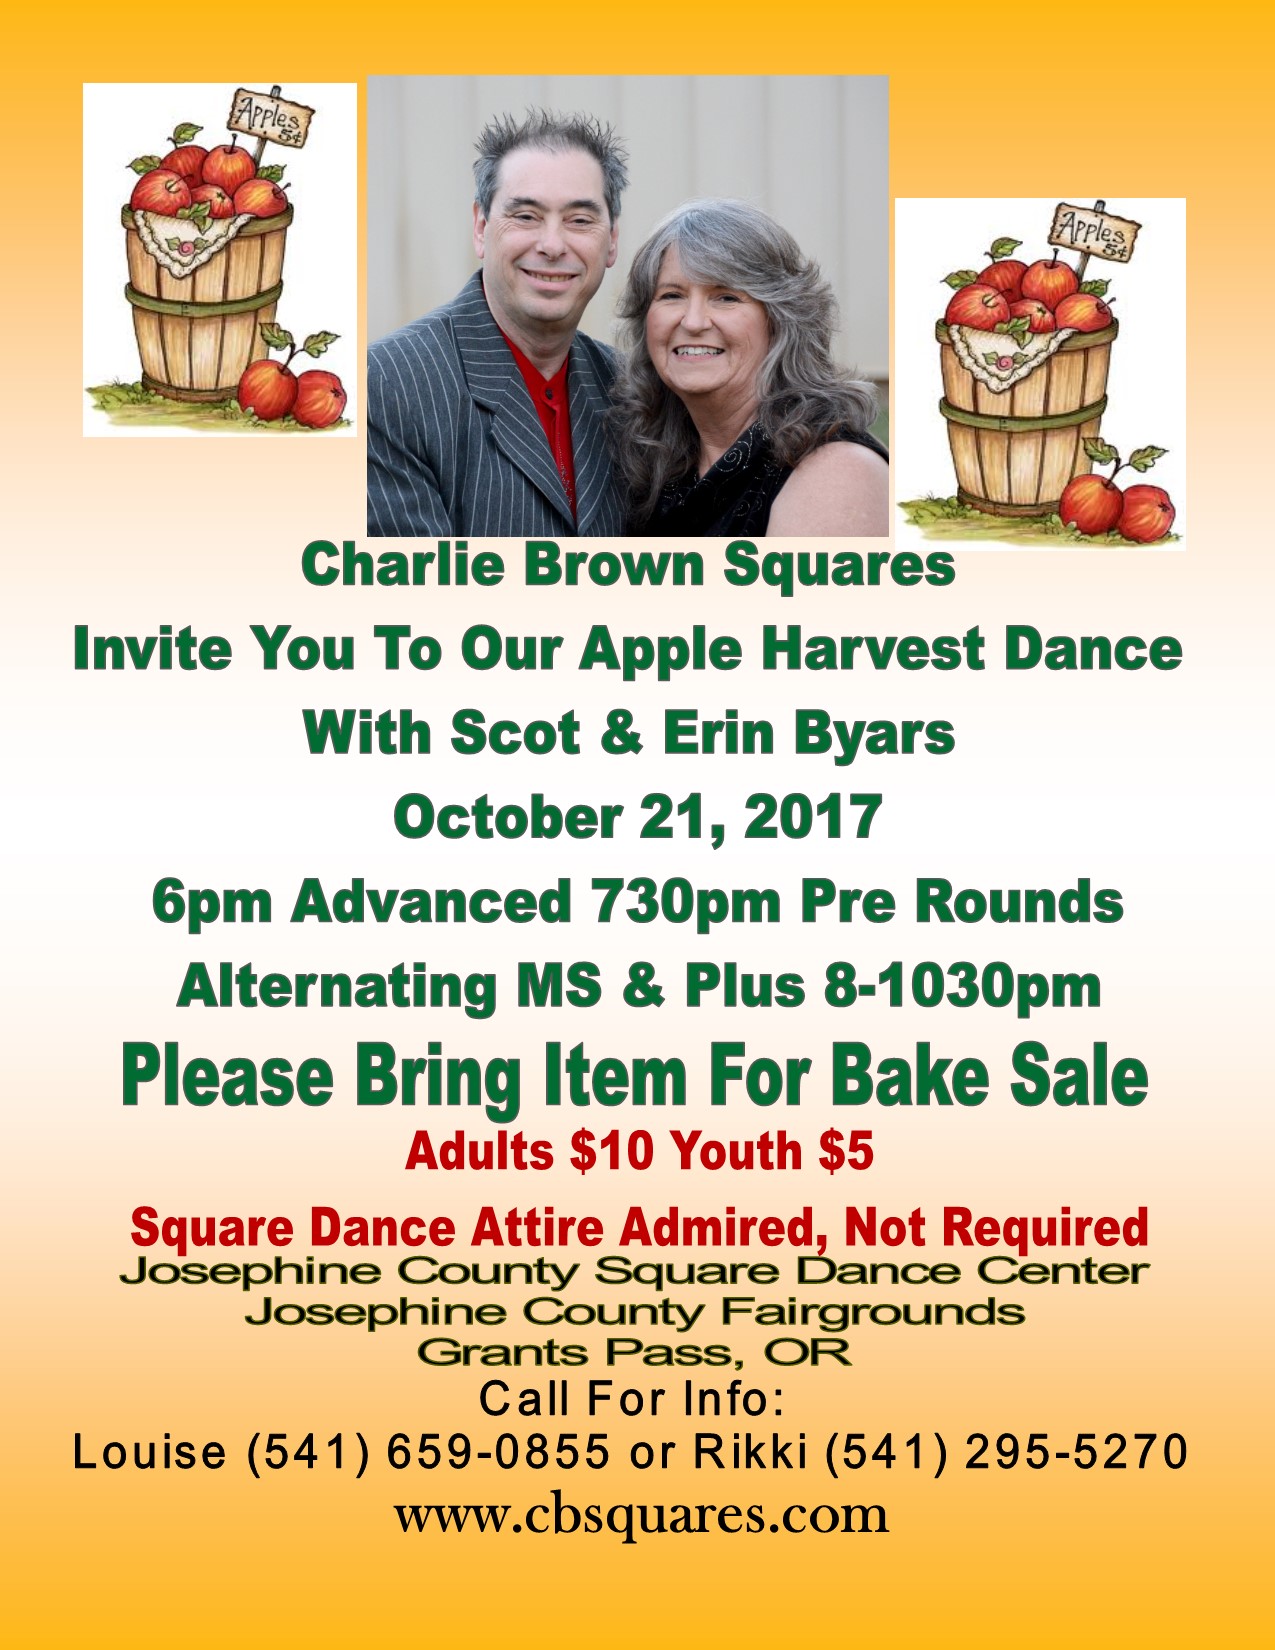 Apples
5¢
Apples
5¢
Charlie Brown Squares
Invite You To Our Apple Harvest Dance
With Scot & Erin Byars
October 21, 2017
6pm Advanced 730pm Pre Rounds
Alternating MS & Plus 8-1030pm
Please Bring Item For Bake Sale
Adults $10 Youth $5
Square Dance Attire Admired, Not Required
Josephine County Square Dance Center
Josephine County Fairgrounds
Grants Pass, OR
Call For Info:
Louise (541) 659-0855 or Rikki (541) 295-5270
www.cbsquares.com